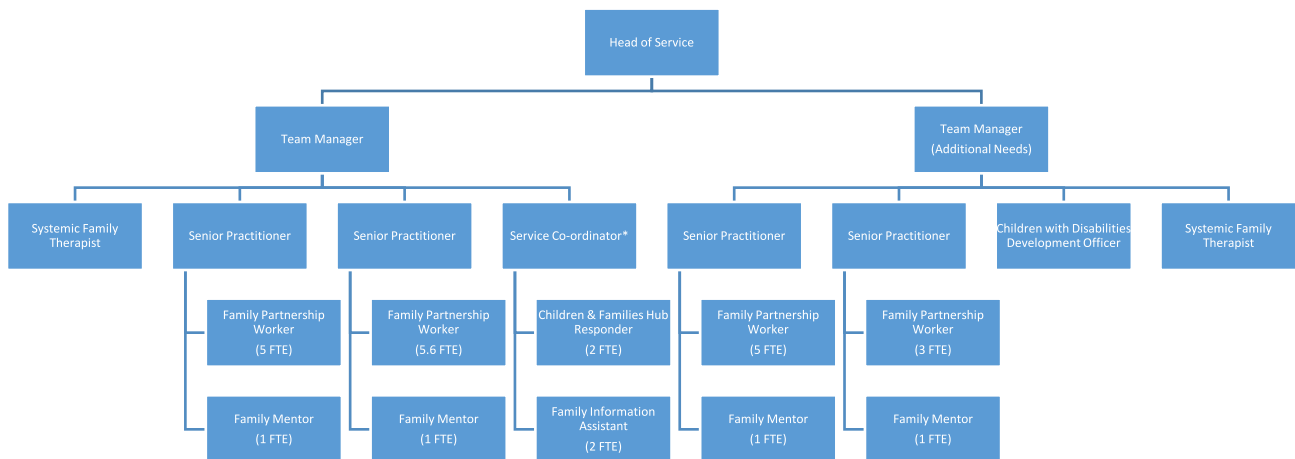 Head of Service
Team Manager
Team Manager
(Additional Needs)
Systemic Family
Therapist
Senior Practitioner
Senior Practitioner
Service Co-ordinator*
Senior Practitioner
Senior Practitioner
Children with Disabilities
Development Officer
Systemic Family
Therapist
Family Partnership
Worker
(5 FTE)
Family Partnership
Worker
(5.6 FTE)
Children & Families Hub
Responder
(2 FTE)
Family Partnership
Worker
(5 FTE)
Family Partnership
Worker
(3 FTE)
Family Mentor
(1 FTE)
Family Mentor
(1 FTE)
Family Information
Assistant
(2 FTE)
Family Mentor
(1 FTE)
Family Mentor
(1 FTE)